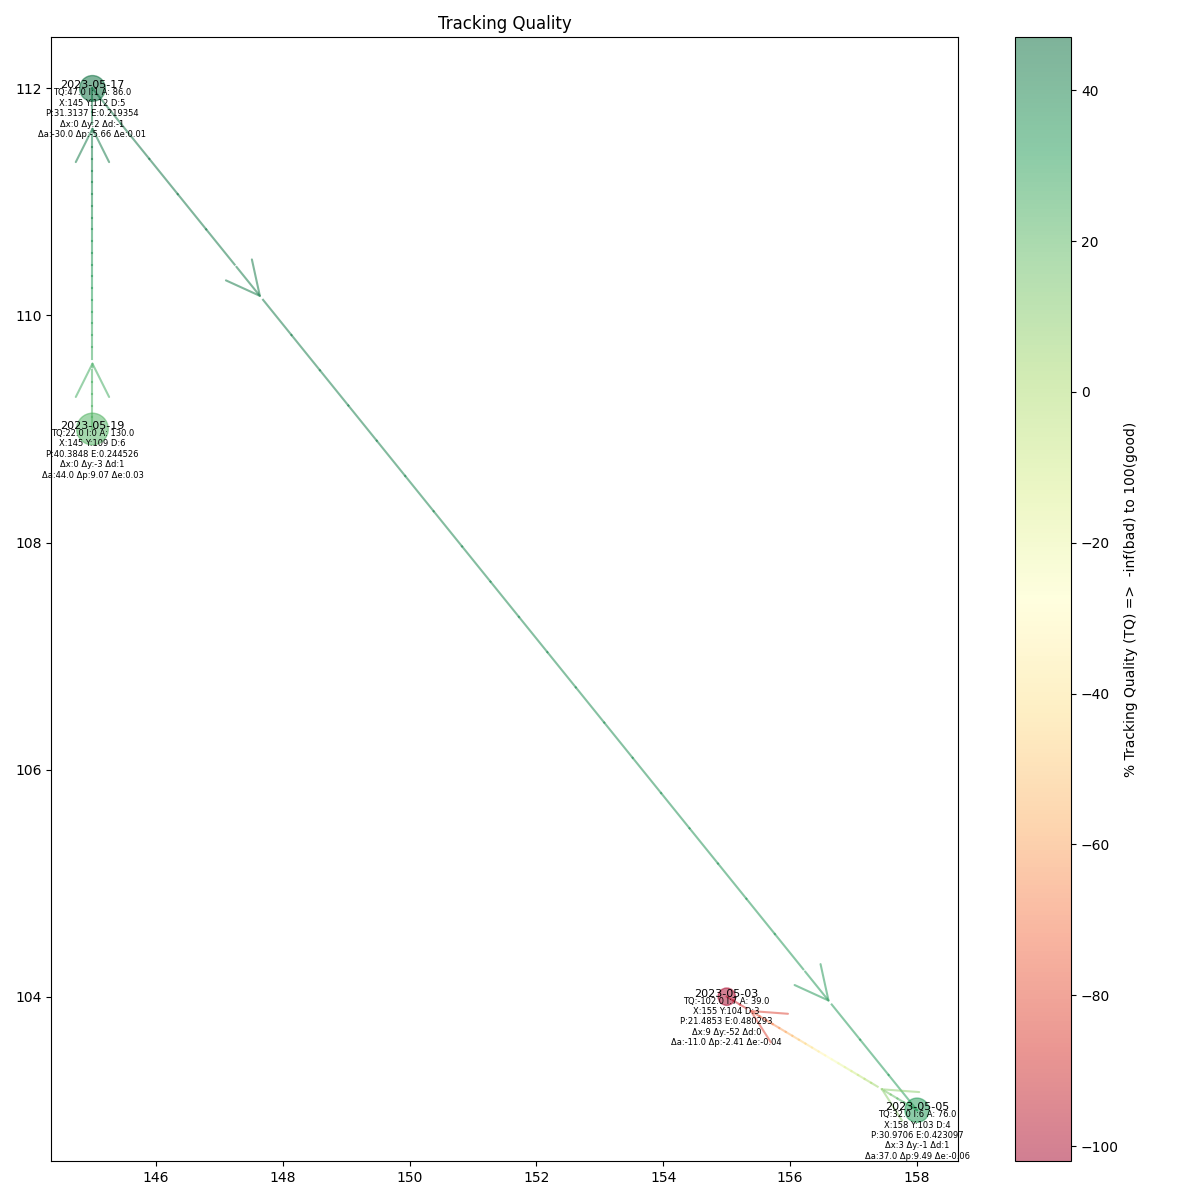 Tracking Quality
112
110
108
106
104
146
148
150
152
154
156
158
2023-05-17
TQ:47.0 I:1 A: 86.0
X:145 Y:112 D:5
P:31.3137 E:0.219354
Δx:0 Δy:2 Δd:-1
Δa:-30.0 Δp:-5.66 Δe:0.01
2023-05-19
TQ:22.0 I:0 A: 130.0
X:145 Y:109 D:6
P:40.3848 E:0.244526
Δx:0 Δy:-3 Δd:1
Δa:44.0 Δp:9.07 Δe:0.03
2023-05-03
TQ:-102.0 A: 39.0
X:155 Y:104 D:3
P:21.4853 E:0.480293
Δx:9 Δy:-52 Δd:0
Δa:-11.0 Δp:-2.41 Δe:-0.04
2023-05-05
TQ:32.0 I:6 A: 76.0
X:158 Y:103 D:4
P:30.9706 E:0.423097
Δx:3 Δy:-1 Δd:1
Δa:37.0 Δp:9.49 Δe:-0.06
40
20
0
−20
−40
−60
−80
−100
% Tracking Quality (TQ) => -inf(bad) to 100(good)